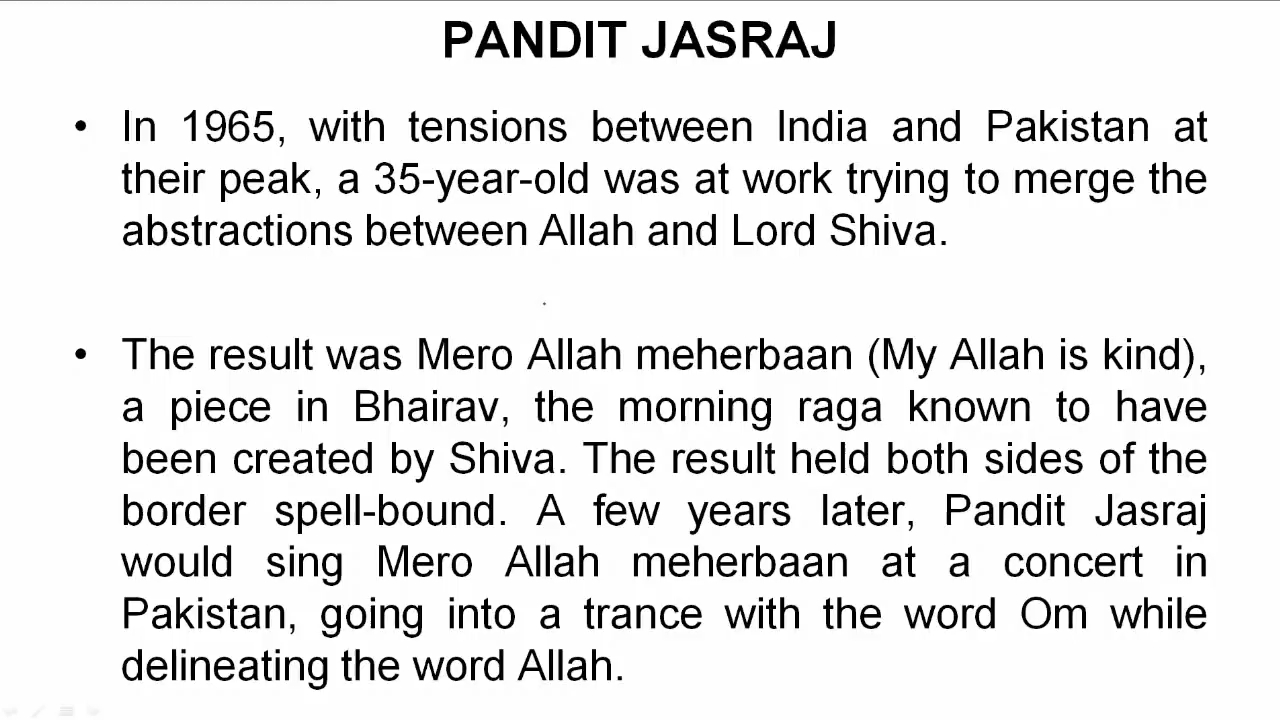 PANDIT JASRAJ
• In 1965, with tensions between India and Pakistan at
their peak, a 35-year-old was at work trying to merge the
abstractions between Allah and Lord Shiva.
• The result was Mero Allah meherbaan (My Allah is kind),
a piece in Bhairav, the morning raga known to have
been created by Shiva. The result held both sides of the
border spell-bound. A few years later, Pandit Jasraj
would sing Mero Allah meherbaan at a concert in
Pakistan, going into a trance with the word Om while
delineating the word Allah.